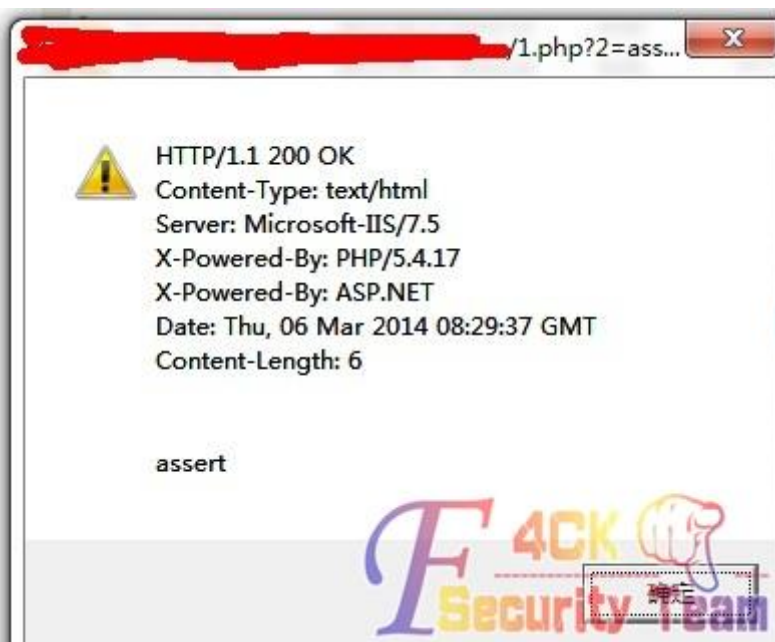 /1.php?2=ass...
HTTP/1.1 200 OK
Content-Type: text/html
Server: Microsoft-IIS/7.5
X-Powered-By: PHP/5.4.17
X-Powered-By: ASP.NET
Date: Thu, 06 Mar 2014 08:29:37 GMT
Content-Length: 6
assert
F4CK
确定
Security Team